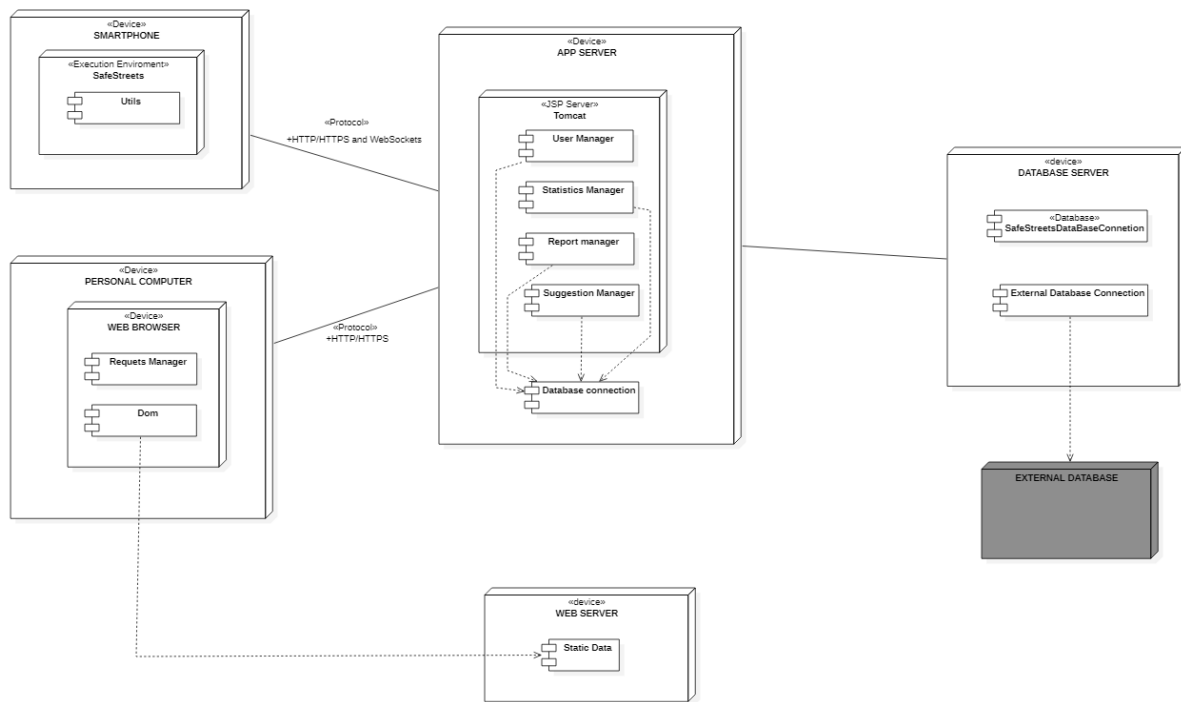 «Device»
SMARTPHONE
«Execution Enviroment»
SafeStreets
Utils
«Protocol»
+HTTP/HTTPS and WebSockets
«Device»
PERSONAL COMPUTER
«Device»
WEB BROWSER
Requets Manager
Dom
«Protocol»
+HTTP/HTTPS
«Device»
APP SERVER
«JSP Server»
Tomcat
User Manager
Statistics Manager
Report manager
Suggestion Manager
Database connection
«device»
DATABASE SERVER
«Database»
SafeStreetsDataBaseConnetion
External Database Connection
EXTERNAL DATABASE
«device»
WEB SERVER
Static Data